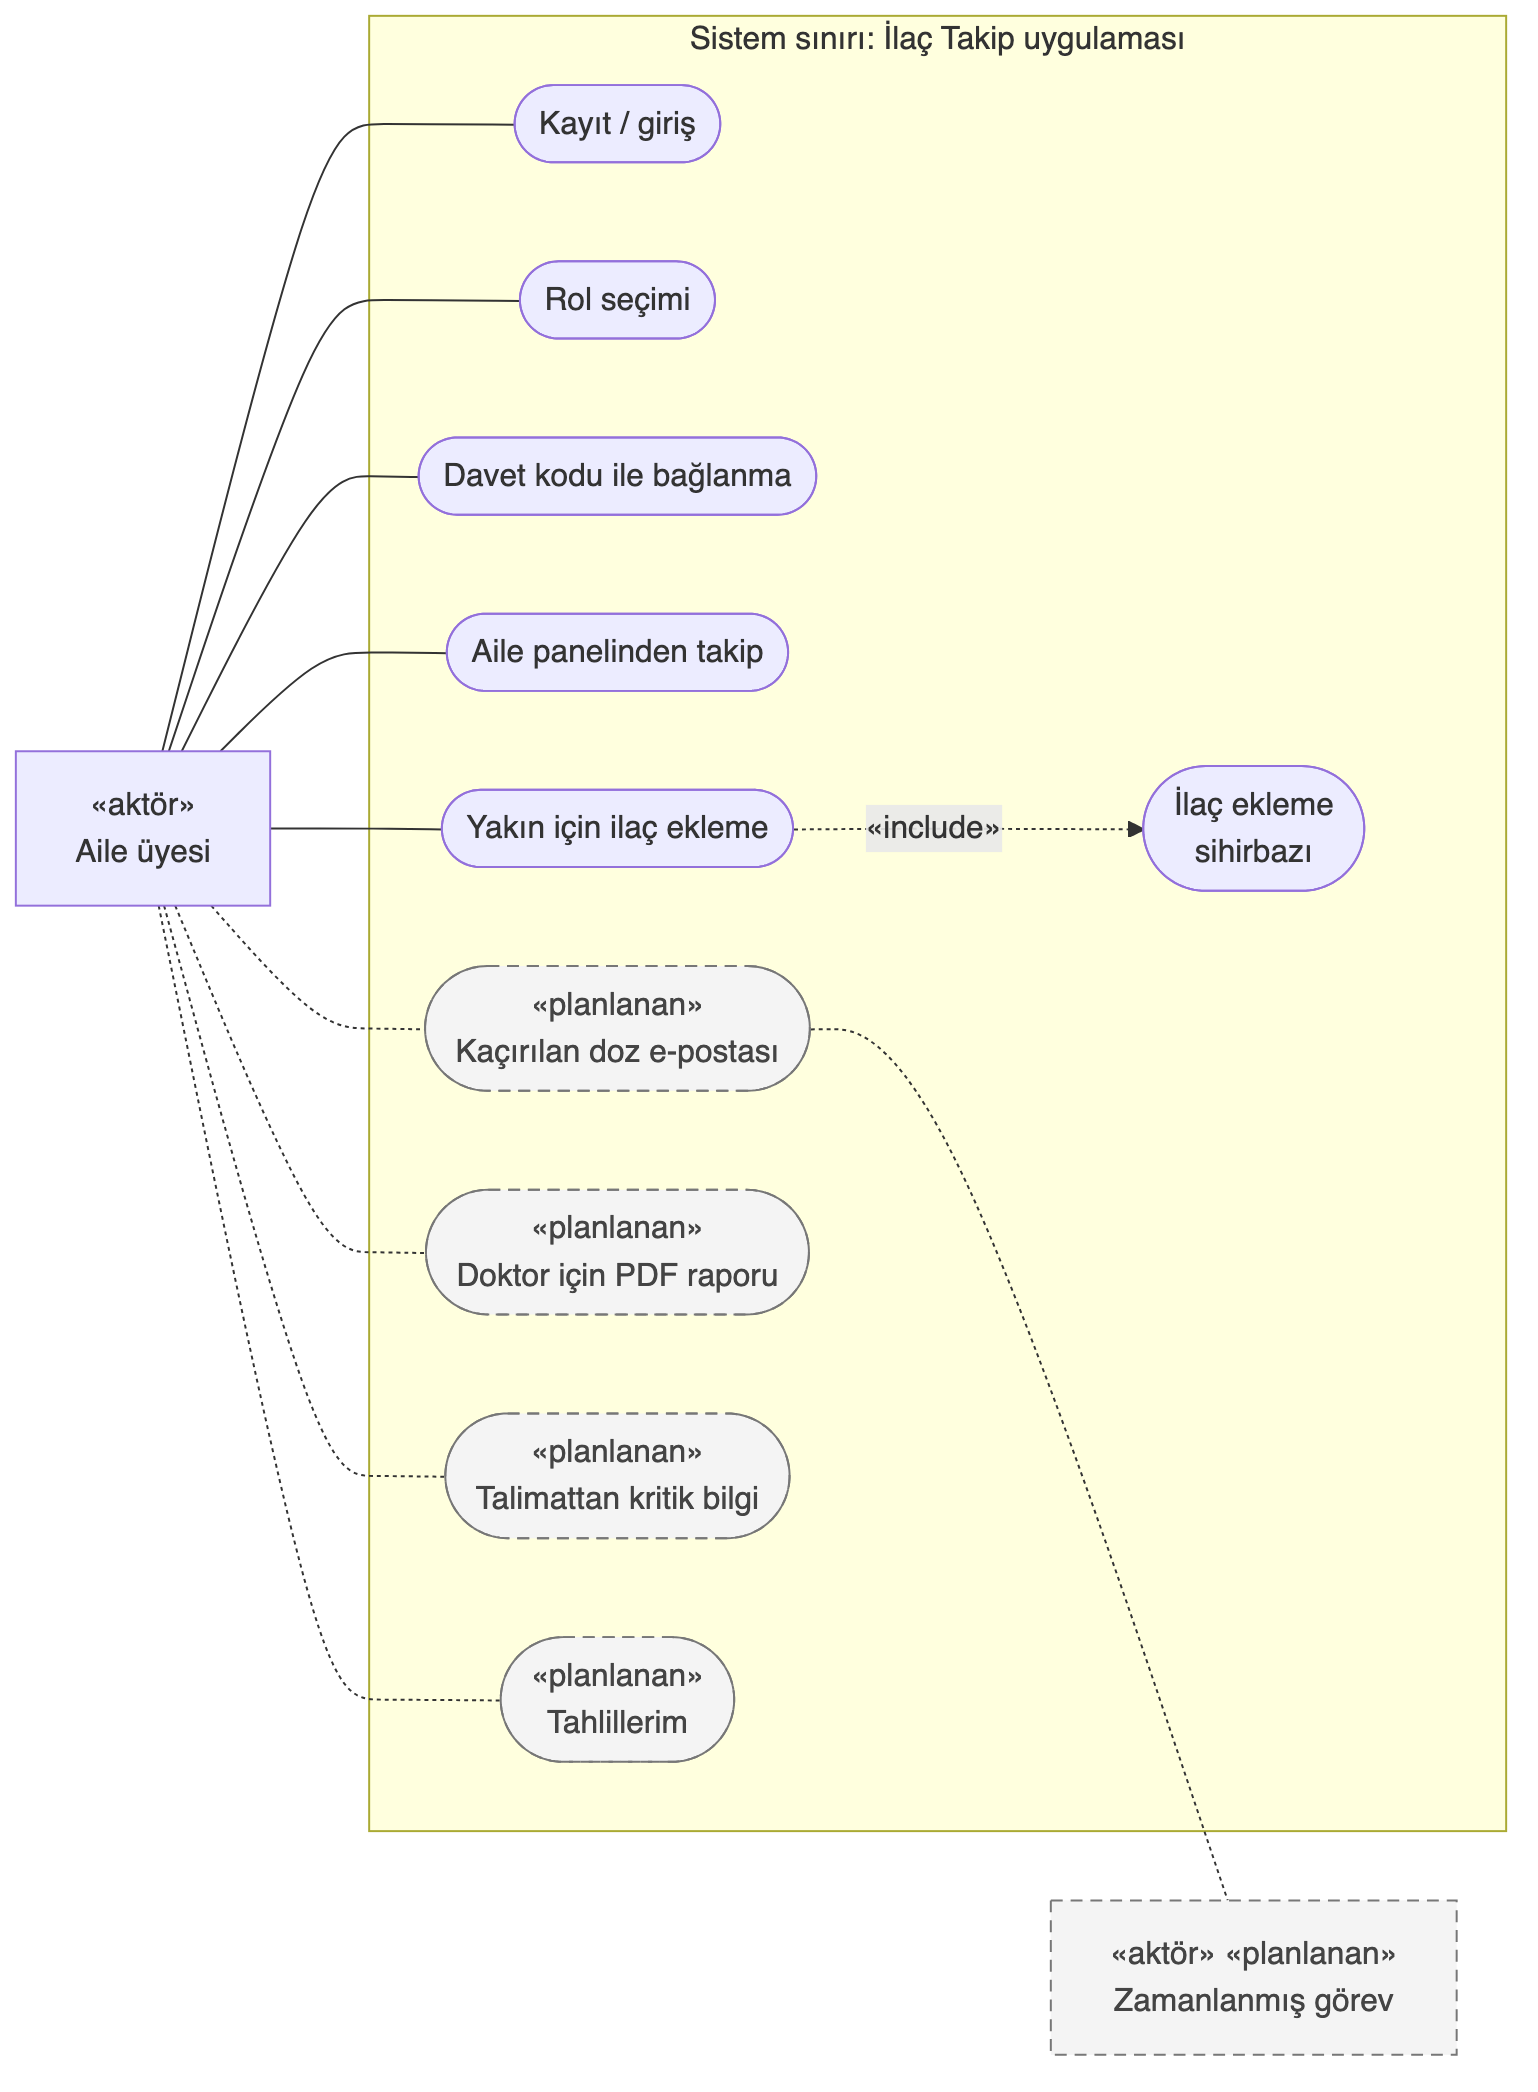 Sistem sınırı: İlaç Takip uygulaması
Kayıt / giriş
Rol seçimi
Davet kodu ile bağlanma
Aile panelinden takip
«aktör»
Aile üyesi
Yakın için ilaç ekleme
«include»
İlaç ekleme
sihirbazı
«planlanan»
Kaçırılan doz e-postası
«planlanan»
Doktor için PDF raporu
«planlanan»
Talimattan kritik bilgi
«planlanan»
Tahlillerim
«aktör» «planlanan»
Zamanlanmış görev